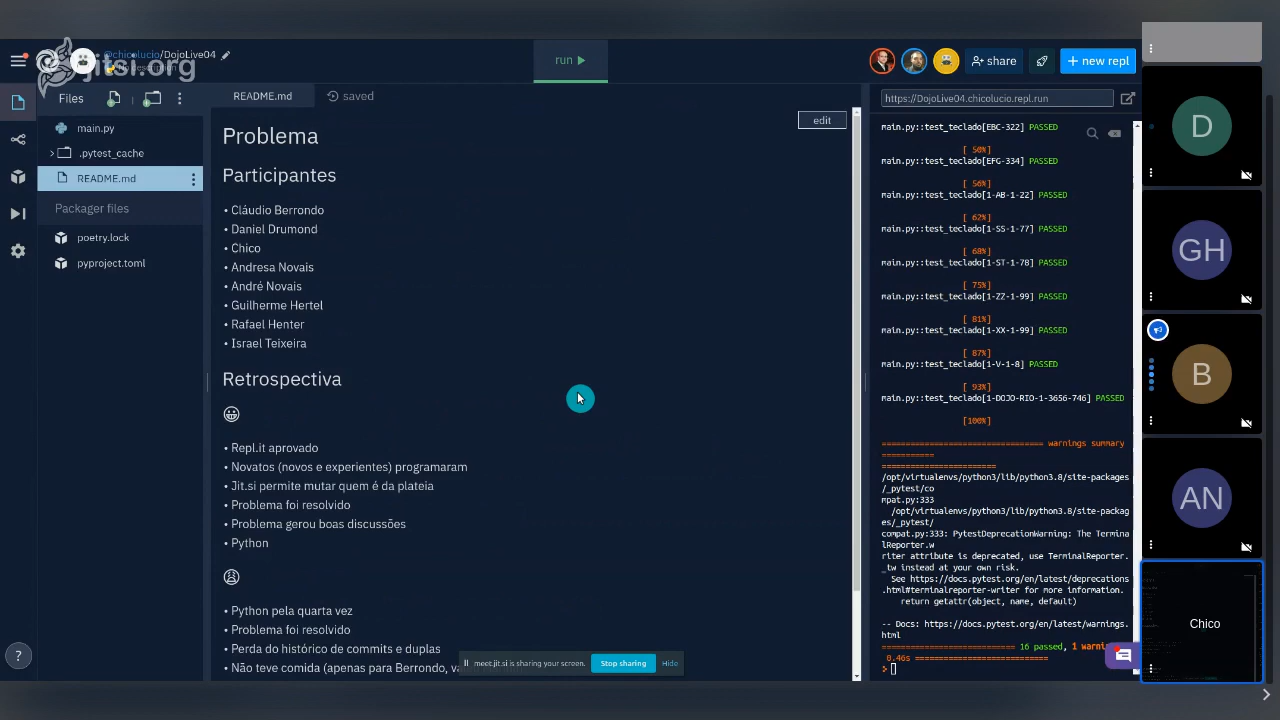 @chicolucio/DojoLive04
jitsi.org
run
share
+ new repl
Files
README.md
saved
https://DojoLive04.chicolucio.repl.run
main.py
.pytest_cache
README.md
Packager files
poetry.lock
pyproject.toml
edit
Problema
Participantes
• Cláudio Berrondo
• Daniel Drumond
• Chico
• Andresa Novais
• André Novais
• Guilherme Hertel
• Rafael Henter
• Israel Teixeira
Retrospectiva
• Repl.it aprovado
• Novatos (novos e experientes) programaram
• Jit.si permite mutar quem é da plateia
• Problema foi resolvido
• Problema gerou boas discussões
• Python
• Python pela quarta vez
• Problema foi resolvido
• Perda do histórico de commits e duplas
• Não teve comida (apenas para Berrondo, va
meet.jit.si is sharing your screen.
Stop sharing
Hide
main.py::test_teclado[EBC-322] PASSED
[ 50%]
main.py::test_teclado[EFG-334] PASSED
[ 56%]
main.py::test_teclado[1-AB-1-22] PASSED
[ 62%]
main.py::test_teclado[1-SS-1-77] PASSED
[ 68%]
main.py::test_teclado[1-ST-1-78] PASSED
[ 75%]
main.py::test_teclado[1-ZZ-1-99] PASSED
[ 81%]
main.py::test_teclado[1-XX-1-99] PASSED
[ 87%]
main.py::test_teclado[1-V-1-8] PASSED
[ 93%]
main.py::test_teclado[1-DOJO-RIO-1-3656-746] PASSED
[100%]
=============================== warnings summary
===========
========================
/opt/virtualenvs/python3/lib/python3.8/site-packages
/_pytest/co
mpat.py:333
/opt/virtualenvs/python3/lib/python3.8/site-packag
es/_pytest/
compat.py:333: PytestDeprecationWarning: The Termina
lReporter.w
riter attribute is deprecated, use TerminalReporter.
_tw instead at your own risk.
See https://docs.pytest.org/en/latest/deprecations
.html#terminalreporter-writer for more information.
return getattr(object, name, default)
-- Docs: https://docs.pytest.org/en/latest/warnings.
html
========================== 16 passed, 1 warni
0.46s ==========================
D
GH
B
AN
Chico
?